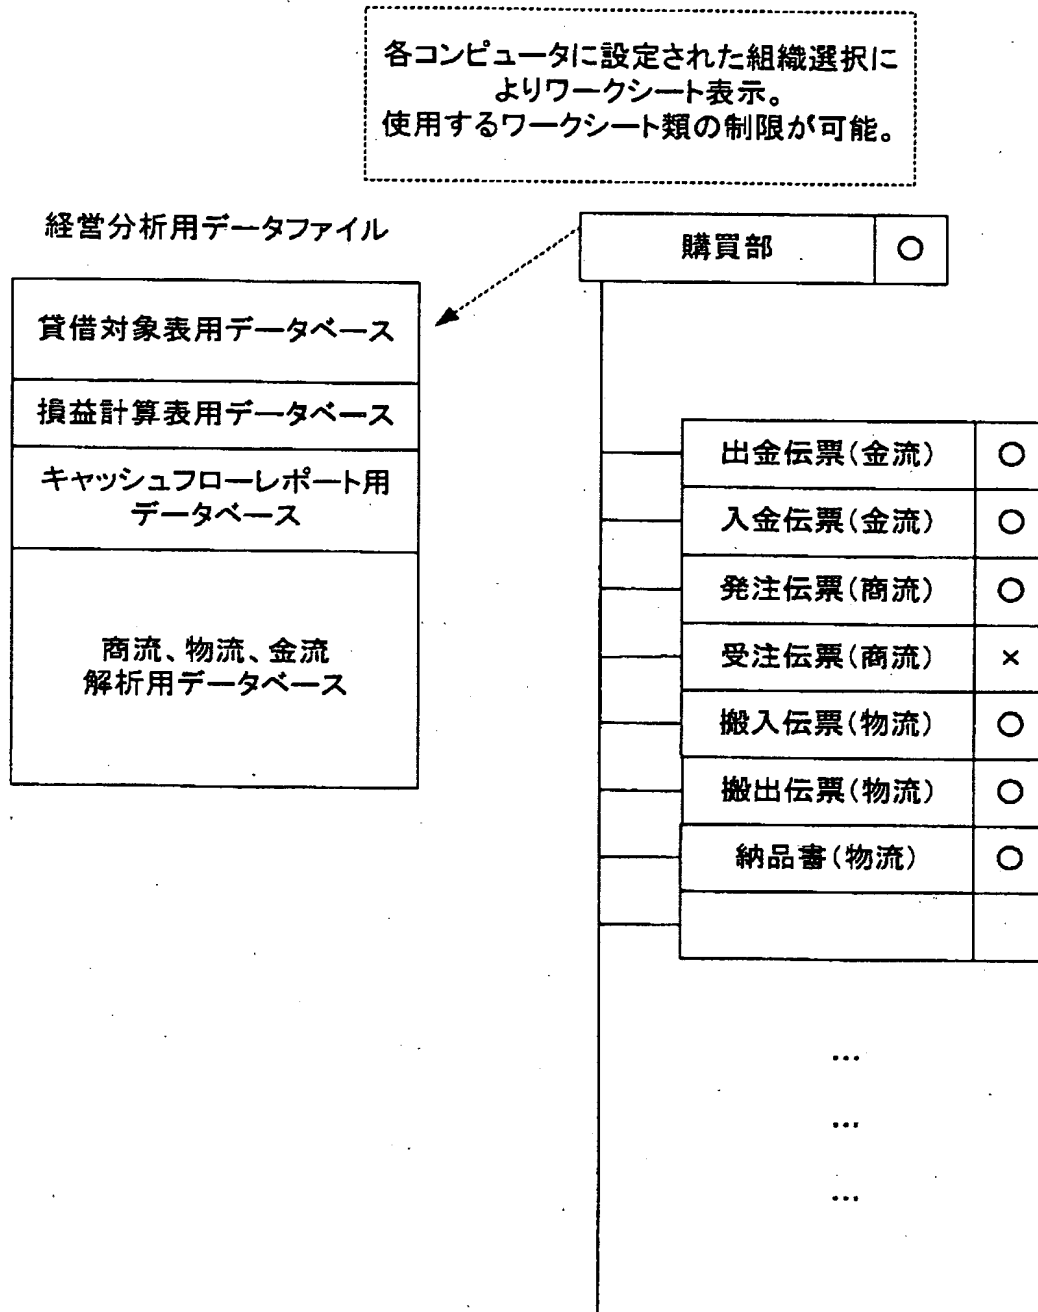 各コンピュータに設定された組織選択に
よりワークシート表示。
使用するワークシート類の制限が可能。
経営分析用データファイル
貸借対象表用データベース
損益計算表用データベース
キャッシュフローレポート用
データベース
商流、物流、金流
解析用データベース
購買部 ○
出金伝票(金流) ○
入金伝票(金流) ○
発注伝票(商流) ○
受注伝票(商流) ×
搬入伝票(物流) ○
搬出伝票(物流) ○
納品書(物流) ○
…
…
…